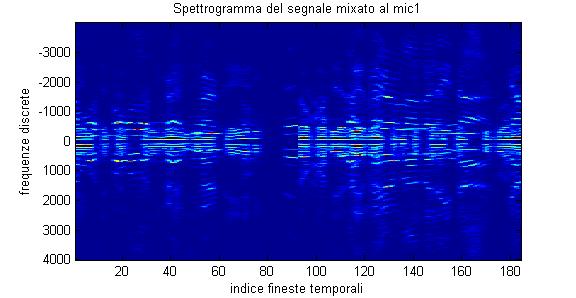 Spettrogramma del segnale mixato al mic1
frequenze discrete
-3000
-2000
-1000
0
1000
2000
3000
4000
20 40 60 80 100 120 140 160 180
indice fineste temporali